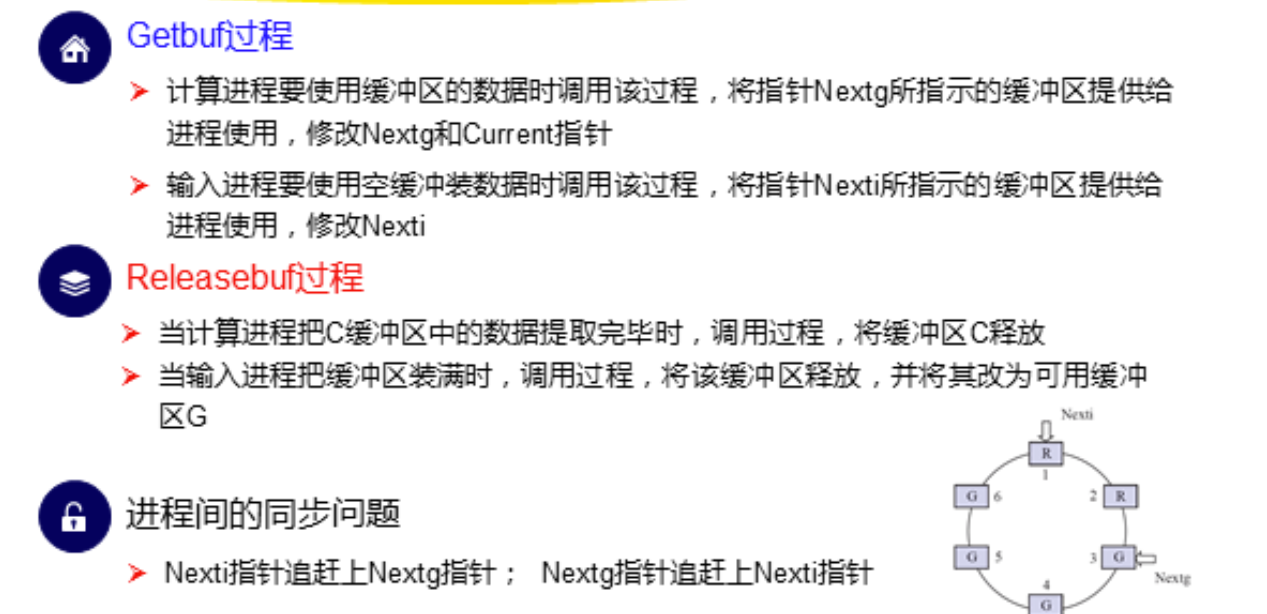 Getbuf过程
计算进程要使用缓冲区的数据时调用该过程，将指针Nextg所指示的缓冲区提供给
进程使用，修改Nextg和Current指针
输入进程要使用空缓冲装数据时调用该过程，将指针Nexti所指示的缓冲区提供给
进程使用，修改Nexti
Releasebuf过程
当计算进程把C缓冲区中的数据提取完毕时，调用过程，将缓冲区C释放
当输入进程把缓冲区装满时，调用过程，将该缓冲区释放，并将其改为可用缓冲
区G
Nexti
R
1
G 6
2 R
G 5
3 G
Nextg
4
G
进程间的同步问题
Nexti指针追赶上Nextg指针； Nextg指针追赶上Nexti指针